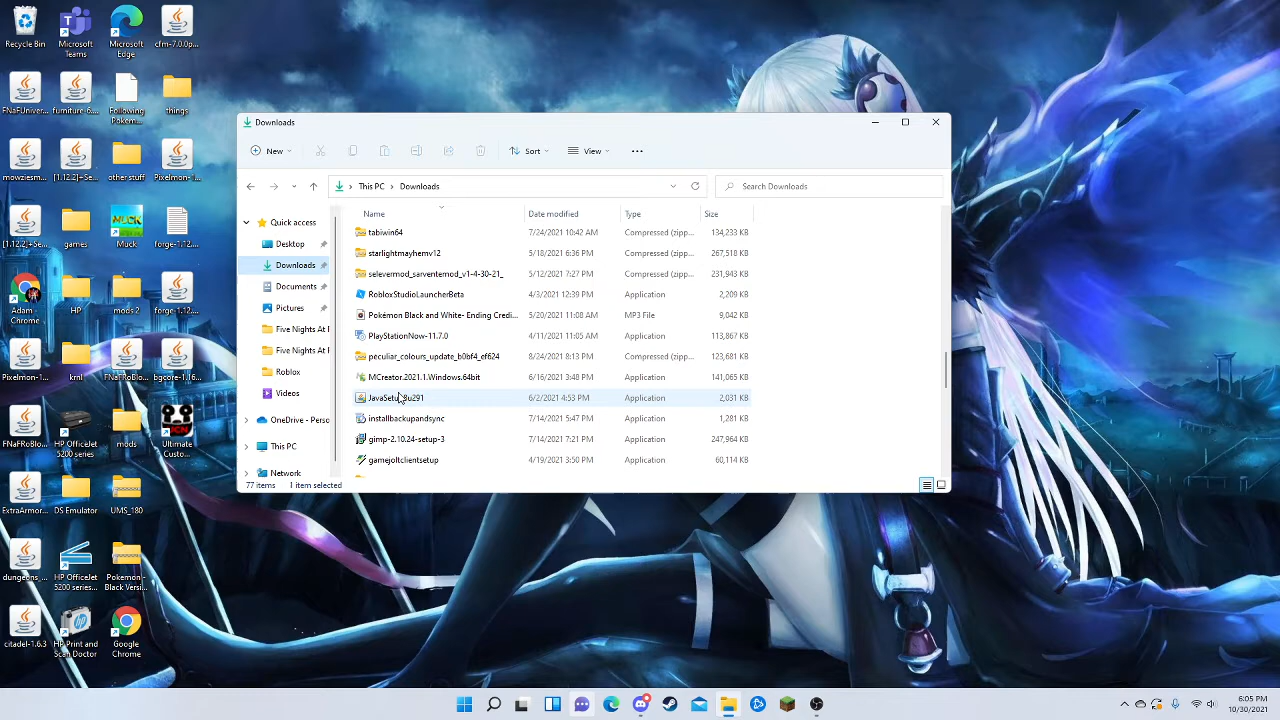 Recycle Bin
Microsoft Teams
Microsoft Edge
cfm-7.0.0p...
FNaFUniver...
furniture-6....
Following Pokem...
things
mowziesm...
[1.12.2]+Se...
other stuff
Pixelmon-1...
[1.12.2]+Se...
games
Muck
forge-1.12....
Adam - Chrome
HP
mods 2
forge-1.12....
Pixelmon-1...
krnl
FNaFRoBlo...
bgcore-1.16...
FNaFRoBlo...
HP OfficeJet 5200 series
mods
Ultimate Custo...
ExtraArmor...
DS Emulator
UMS_180
dungeons_...
HP OfficeJet 5200 series...
Pokemon - Black Versi...
citadel-1.6.3
HP Print and Scan Doctor
Google Chrome
Downloads
New
Sort
View
This PC > Downloads
Search Downloads
Quick access
Desktop
Downloads
Documents
Pictures
Five Nights At F
Five Nights At F
Roblox
Videos
OneDrive - Perso
This PC
Network
Name Date modified Type Size
tabiwin64 7/24/2021 10:42 AM Compressed (zipp... 134,233 KB
starlightmayhemv12 5/18/2021 6:36 PM Compressed (zipp... 267,518 KB
selevermod_sarventemod_v1-4-30-21_ 5/12/2021 7:27 PM Compressed (zipp... 231,943 KB
RobloxStudioLauncherBeta 4/3/2021 12:39 PM Application 2,209 KB
Pokémon Black and White- Ending Credi... 5/20/2021 11:08 AM MP3 File 9,042 KB
PlayStationNow-11.7.0 4/11/2021 11:05 AM Application 113,867 KB
peculiar_colours_update_b0bf4_ef624 8/24/2021 8:13 PM Compressed (zipp... 123,681 KB
MCreator.2021.1.Windows.64bit 6/16/2021 3:48 PM Application 141,065 KB
JavaSetup8u291 6/2/2021 4:53 PM Application 2,031 KB
installbackupandsync 7/14/2021 5:47 PM Application 1,281 KB
gimp-2.10.24-setup-3 7/14/2021 7:21 PM Application 247,964 KB
gamejoltclientsetup 4/19/2021 3:50 PM Application 60,114 KB
77 items 1 item selected
6:05 PM
10/30/2021